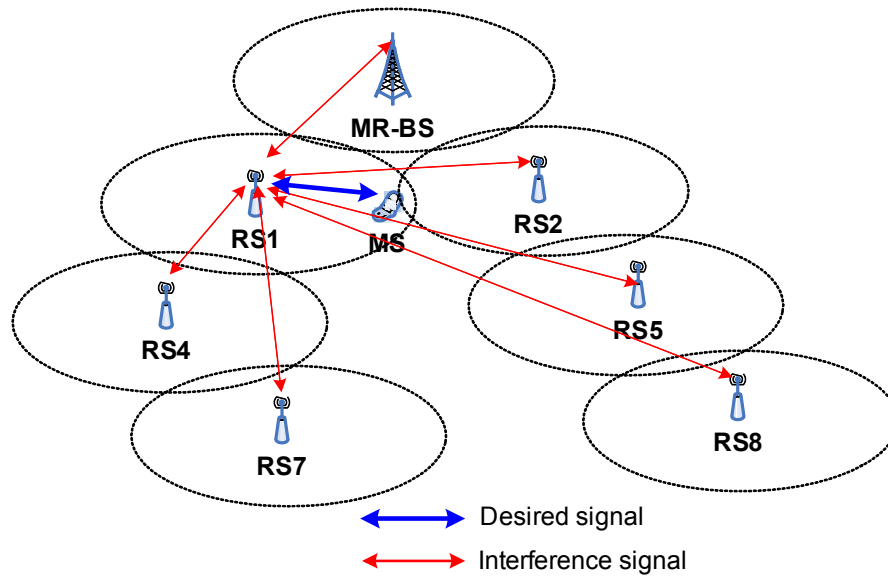 MR-BS
RS1
MS
RS2
RS4
RS5
RS7
RS8
Desired signal
Interference signal